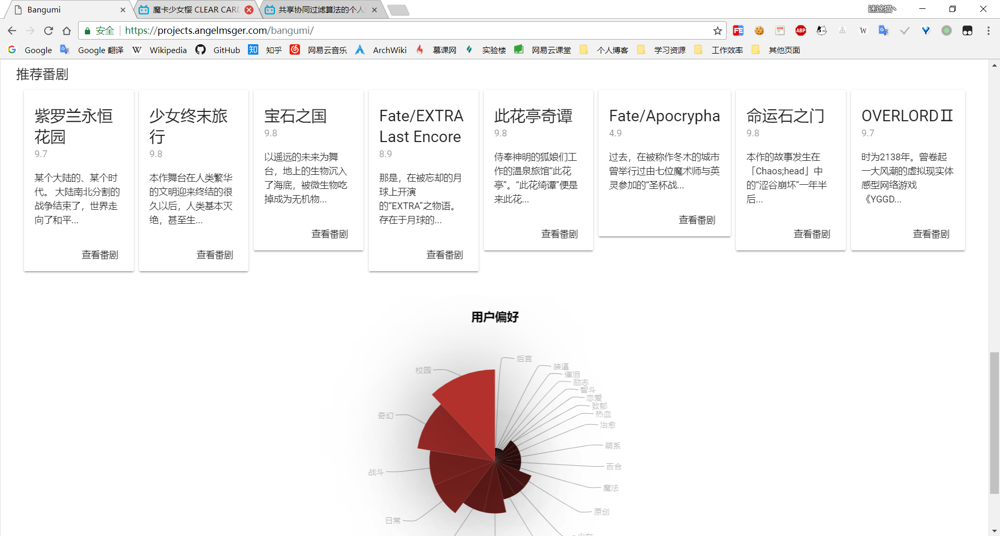 Bangumi
魔卡少女樱 CLEAR CARD
共享协同过滤算法的个人
迷途猫丶
安全
https://projects.angelmsger.com/bangumi/
Google
Google 翻译
Wikipedia
GitHub
知乎
网易云音乐
ArchWiki
慕课网
实验楼
网易云课堂
个人博客
学习资源
工作效率
其他页面
推荐番剧
紫罗兰永恒
花园
9.7
某个大陆的、某个时
代。 大陆南北分割的
战争结束了，世界走
向了和平...
查看番剧
少女终末旅
行
9.8
本作舞台在人类繁华
的文明迎来终结的很
久以后，人类基本灭
绝，甚至生...
查看番剧
宝石之国
9.8
以遥远的未来为舞
台，地上的生物沉入
了海底，被微生物吃
掉成为无机物...
查看番剧
Fate/EXTRA
Last Encore
8.9
那是，在被忘却的月
球上开演
的“EXTRA”之物语。
存在于月球的...
查看番剧
此花亭奇谭
9.8
侍奉神明的狐娘们工
作的温泉旅馆“此花
亭”。“此花绮谭”便是
来此花...
查看番剧
Fate/Apocrypha
4.9
过去，在被称作冬木的城市
曾举行过由七位魔术师与英
灵参加的“圣杯战...
查看番剧
命运石之门
9.8
本作的故事发生在
「Chaos;head」中
的“涩谷崩坏”一年半
后...
查看番剧
OVERLORDⅡ
9.7
时为2138年。曾卷起
一大风潮的虚拟现实体
感型网络游戏
《YGGD...
查看番剧
用户偏好
后宫
装逼
催泪
励志
智斗
恋爱
致郁
热血
治愈
萌系
百合
魔法
原创
少女
校园
奇幻
战斗
日常